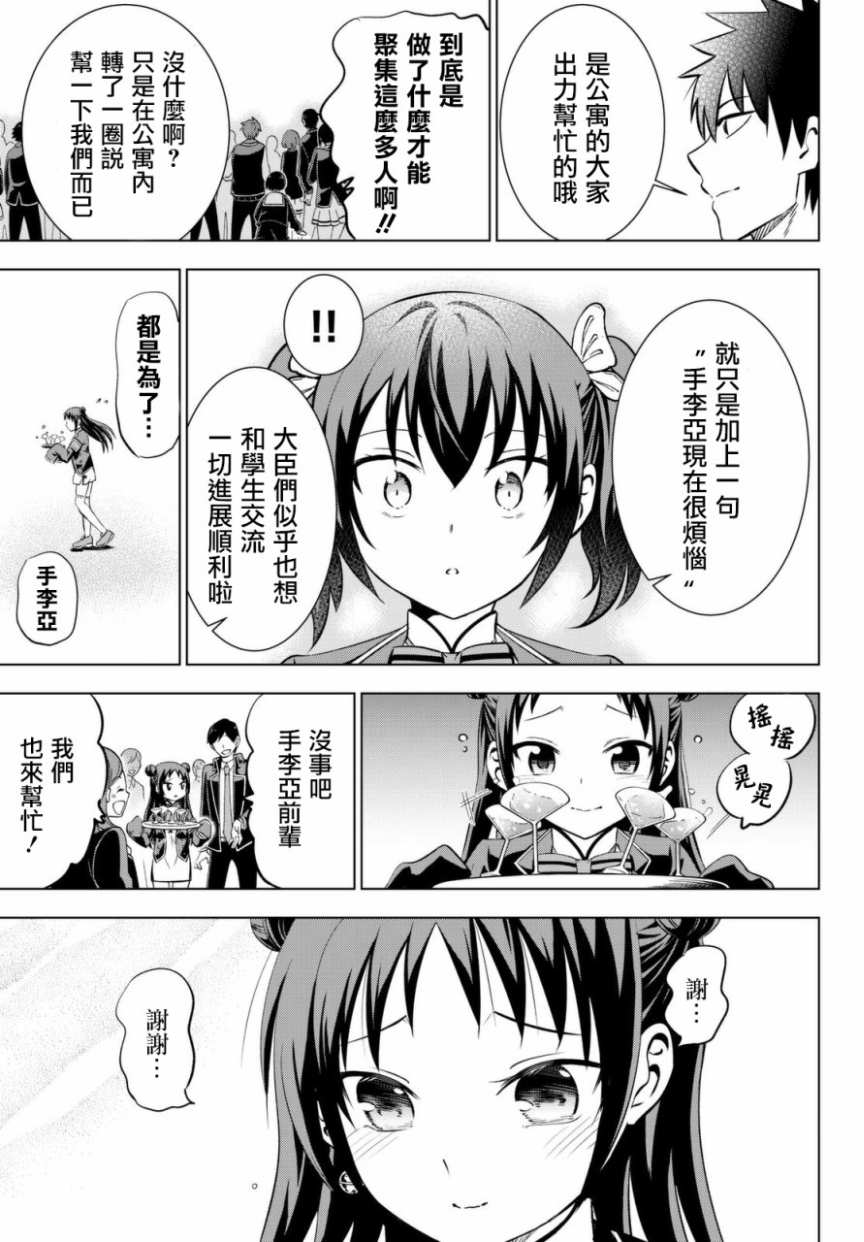 是公寓的大家
出力幫忙的哦
到底是
做了什麼才能
聚集這麼多人啊!!
沒什麼啊?
只是在公寓內
轉了一圈説
幫一下我們而已
就只是加上一句
"手李亞現在很煩惱"
!!
大臣們似乎也想
和學生交流
一切進展順利啦
都是為了…
手李亞
搖搖
晃晃
沒事吧
手李亞前輩
我們
也來幫忙!
謝…
謝謝…